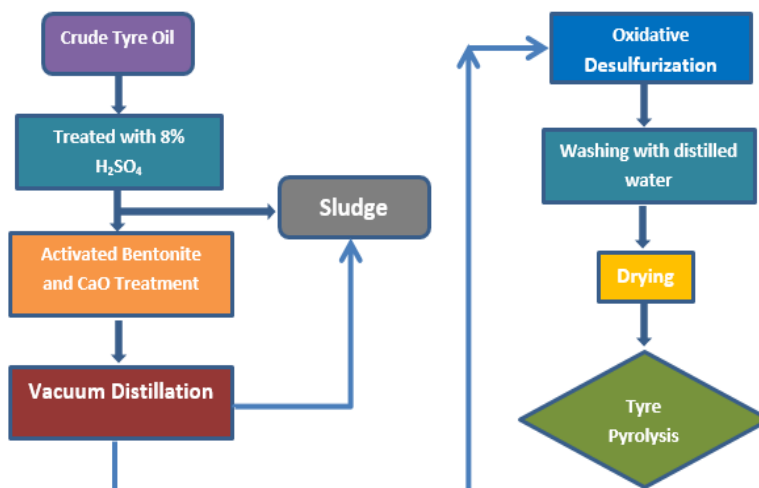 Crude Tyre Oil
Treated with 8%
H₂SO₄
Sludge
Activated Bentonite
and CaO Treatment
Vacuum Distillation
Oxidative
Desulfurization
Washing with distilled
water
Drying
Tyre
Pyrolysis